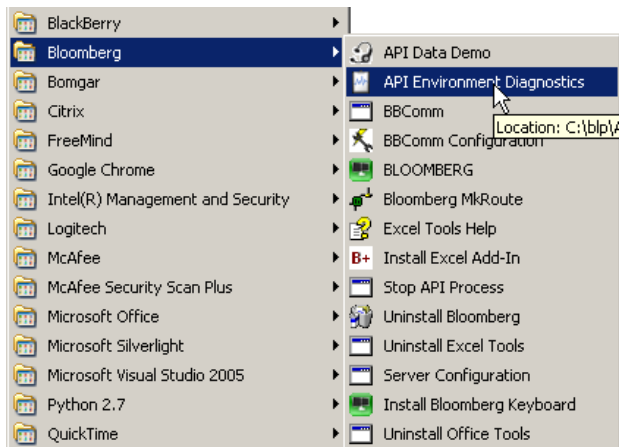 BlackBerry
Bloomberg
Bomgar
Citrix
FreeMind
Google Chrome
Intel(R) Management and Security
Logitech
McAfee
McAfee Security Scan Plus
Microsoft Office
Microsoft Silverlight
Microsoft Visual Studio 2005
Python 2.7
QuickTime
API Data Demo
API Environment Diagnostics
BBComm
Location: C:\blp\A
BBComm Configuration
BLOOMBERG
Bloomberg MkRoute
Excel Tools Help
B+ Install Excel Add-In
Stop API Process
Uninstall Bloomberg
Uninstall Excel Tools
Server Configuration
Install Bloomberg Keyboard
Uninstall Office Tools